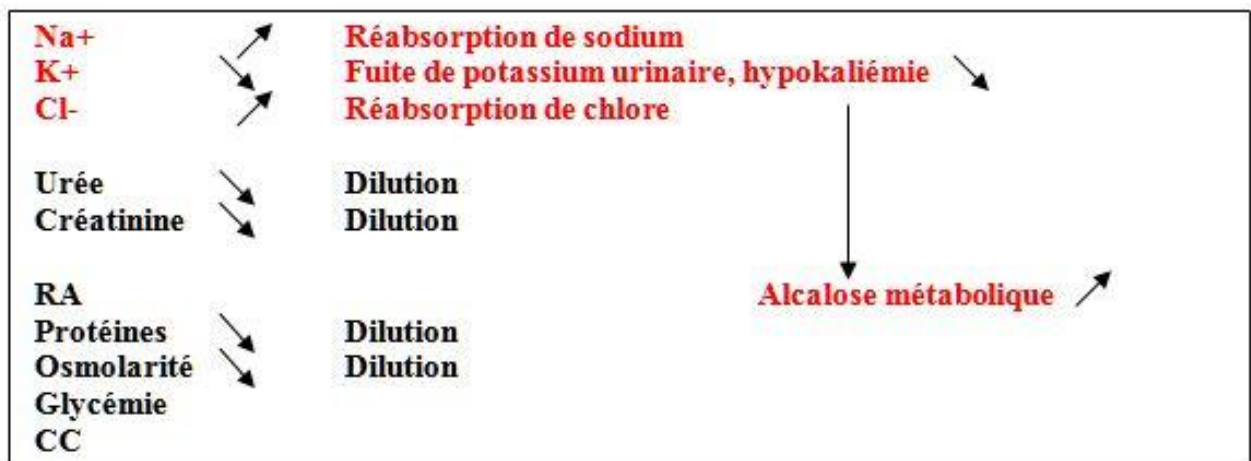 Na+ ↗ Réabsorption de sodium
K+ ↘ Fuite de potassium urinaire, hypokaliémie ↘
Cl- ↗ Réabsorption de chlore
Urée ↘ Dilution
Créatinine ↘ Dilution
RA Alcalose métabolique ↗
Protéines ↘ Dilution
Osmolarité ↘ Dilution
Glycémie
CC